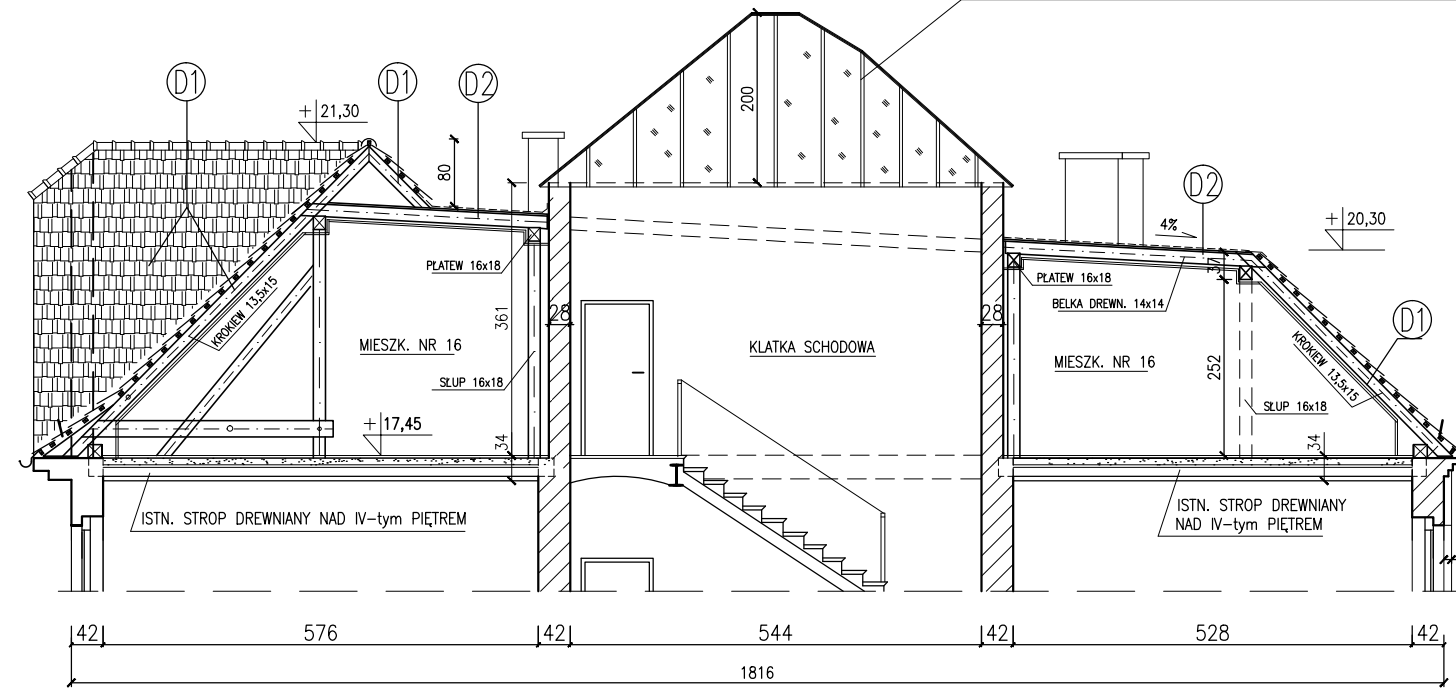 D1
D1
D2
+ 21,30
80
200
D2
4%
+ 20,30
PŁATEW 16x18
361
28
28
PŁATEW 16x18
BELKA DREWN. 14x14
D1
KROKIEW 13,5x15
MIESZK. NR 16
KLATKA SCHODOWA
MIESZK. NR 16
252
KROKIEW 13,5x15
SŁUP 16x18
SŁUP 16x18
+ 17,45
34
34
ISTN. STROP DREWNIANY NAD IV-tym PIĘTREM
ISTN. STROP DREWNIANY
NAD IV-tym PIĘTREM
42 576 42 544 42 528 42
1816